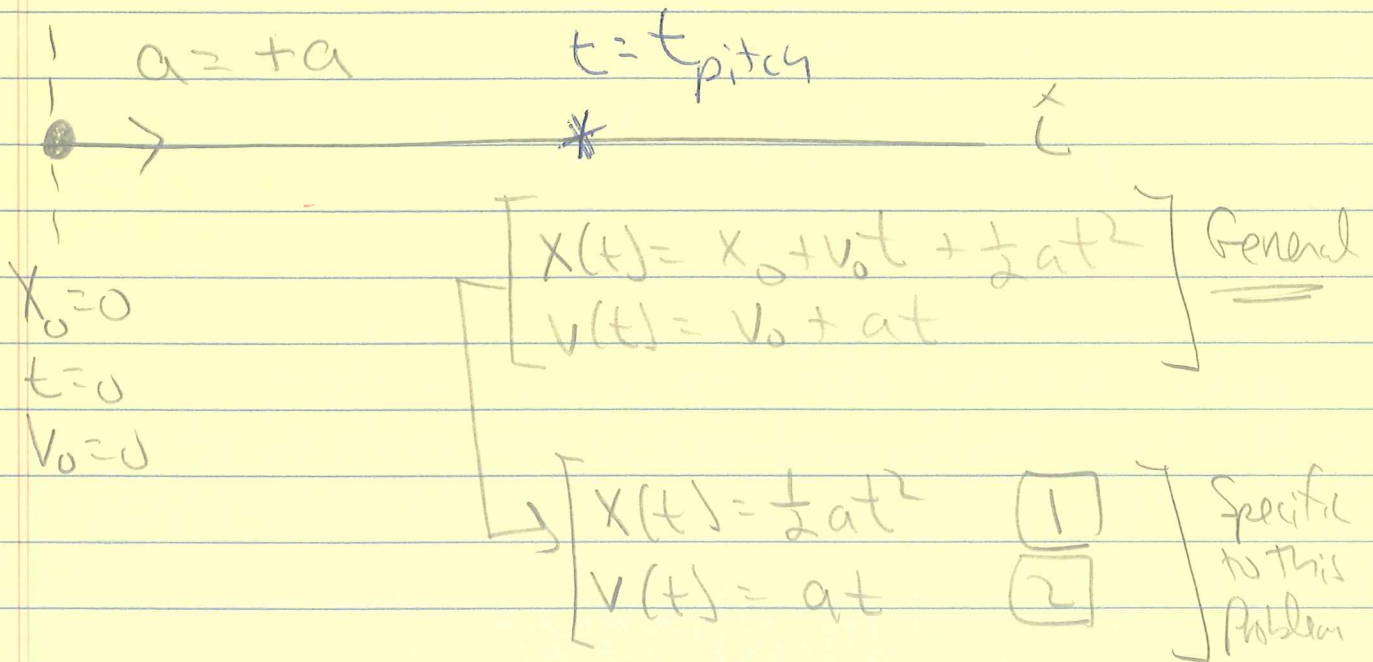 a = +a
t = t_pitch
î
x(t) = x₀ + v₀t + ½at²
v(t) = v₀ + at
General
x₀ = 0
t = 0
v₀ = 0
x(t) = ½at² 1
v(t) = at 2
Specific
to this
Problem